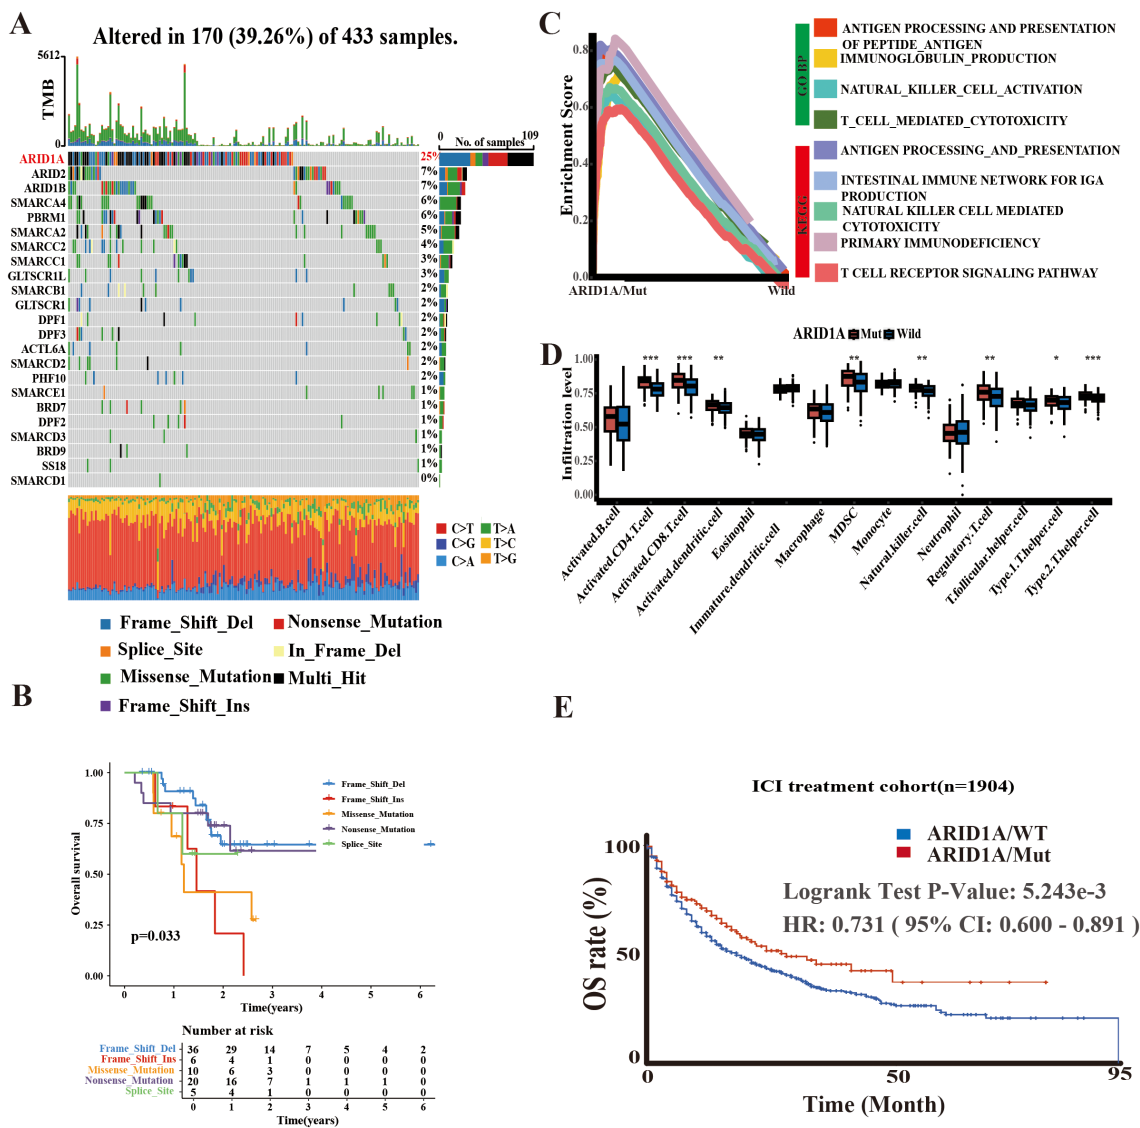 A
Altered in 170 (39.26%) of 433 samples.
5612
TMB
0
0
109
No. of samples
ARID1A 25%
ARID2 7%
ARID1B 7%
SMARCA4 6%
PBRM1 6%
SMARCA2 5%
SMARCC2 4%
SMARCC1 3%
GLTSCR1L 3%
SMARCB1 2%
GLTSCR1 2%
DPF1 2%
DPF3 2%
ACTL6A 2%
SMARCD2 2%
PHF10 2%
SMARCE1 1%
BRD7 1%
DPF2 1%
SMARCD3 1%
BRD9 1%
SS18 1%
SMARCD1 0%
C>T T>A
C>G T>C
C>A T>G
Frame_Shift_Del Nonsense_Mutation
Splice_Site In_Frame_Del
Missense_Mutation Multi_Hit
Frame_Shift_Ins
B
1.00
0.75
0.50
0.25
0.00
Overall survival
Frame_Shift_Del
Frame_Shift_Ins
Missense_Mutation
Nonsense_Mutation
Splice_Site
p=0.033
0 1 2 3 4 5 6
Time(years)
Number at risk
Frame_Shift_Del 36 29 14 7 5 4 2
Frame_Shift_Ins 6 4 1 0 0 0 0
Missense_Mutation 10 6 3 0 0 0 0
Nonsense_Mutation 20 16 7 1 1 1 0
Splice_Site 5 4 1 0 0 0 0
0 1 2 3 4 5 6
Time(years)
C
0.8
0.6
0.4
0.2
0.0
Enrichment Score
ARID1A/Mut Wild
GO BP
ANTIGEN PROCESSING AND PRESENTATION
OF PEPTIDE_ANTIGEN
IMMUNOGLOBULIN_PRODUCTION
NATURAL_KILLER_CELL_ACTIVATION
T_CELL_MEDIATED_CYTOTOXICITY
KEGG
ANTIGEN PROCESSING_AND_PRESENTATION
INTESTINAL IMMUNE NETWORK FOR IGA
PRODUCTION
NATURAL KILLER CELL MEDIATED
CYTOTOXICITY
PRIMARY IMMUNODEFICIENCY
T CELL RECEPTOR SIGNALING PATHWAY
D
ARID1A Mut Wild
1.00
0.75
0.50
0.25
0.00
Infiltration level
*** *** ** ** ** ** * ***
Activated.B.cell
Activated.CD4.T.cell
Activated.CD8.T.cell
Activated.dendritic.cell
Eosinophil
Immature.dendritic.cell
Macrophage
MDSC
Monocyte
Natural.killer.cell
Neutrophil
Regulatory.T.cell
T.follicular.helper.cell
Type.1.T.helper.cell
Type.2.T.helper.cell
E
ICI treatment cohort(n=1904)
ARID1A/WT
ARID1A/Mut
Logrank Test P-Value: 5.243e-3
HR: 0.731 ( 95% CI: 0.600 - 0.891 )
100
50
0
OS rate (%)
0 50 95
Time (Month)